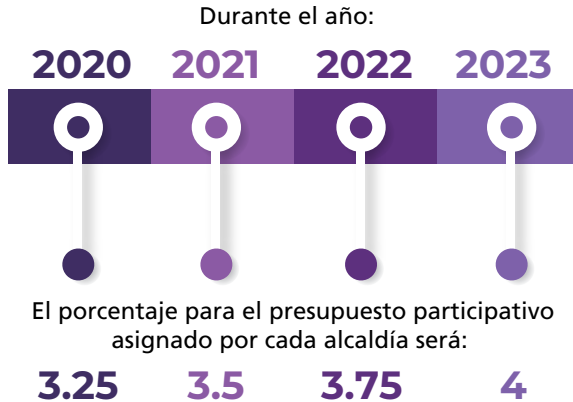 Durante el año:
2020 2021 2022 2023
El porcentaje para el presupuesto participativo
asignado por cada alcaldía será:
3.25 3.5 3.75 4